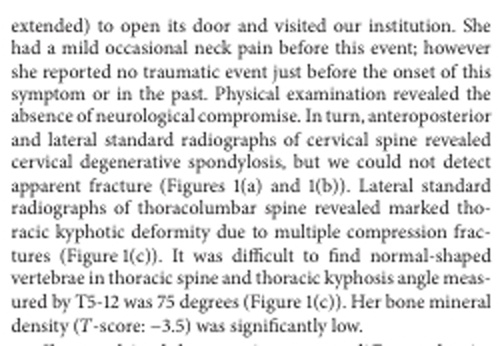 extended) to open its door and visited our institution. She
had a mild occasional neck pain before this event; however
she reported no traumatic event just before the onset of this
symptom or in the past. Physical examination revealed the
absence of neurological compromise. In turn, anteroposterior
and lateral standard radiographs of cervical spine revealed
cervical degenerative spondylosis, but we could not detect
apparent fracture (Figures 1(a) and 1(b)). Lateral standard
radiographs of thoracolumbar spine revealed marked tho-
racic kyphotic deformity due to multiple compression frac-
tures (Figure 1(c)). It was difficult to find normal-shaped
vertebrae in thoracic spine and thoracic kyphosis angle meas-
ured by T5-12 was 75 degrees (Figure 1(c)). Her bone mineral
density (T-score: −3.5) was significantly low.